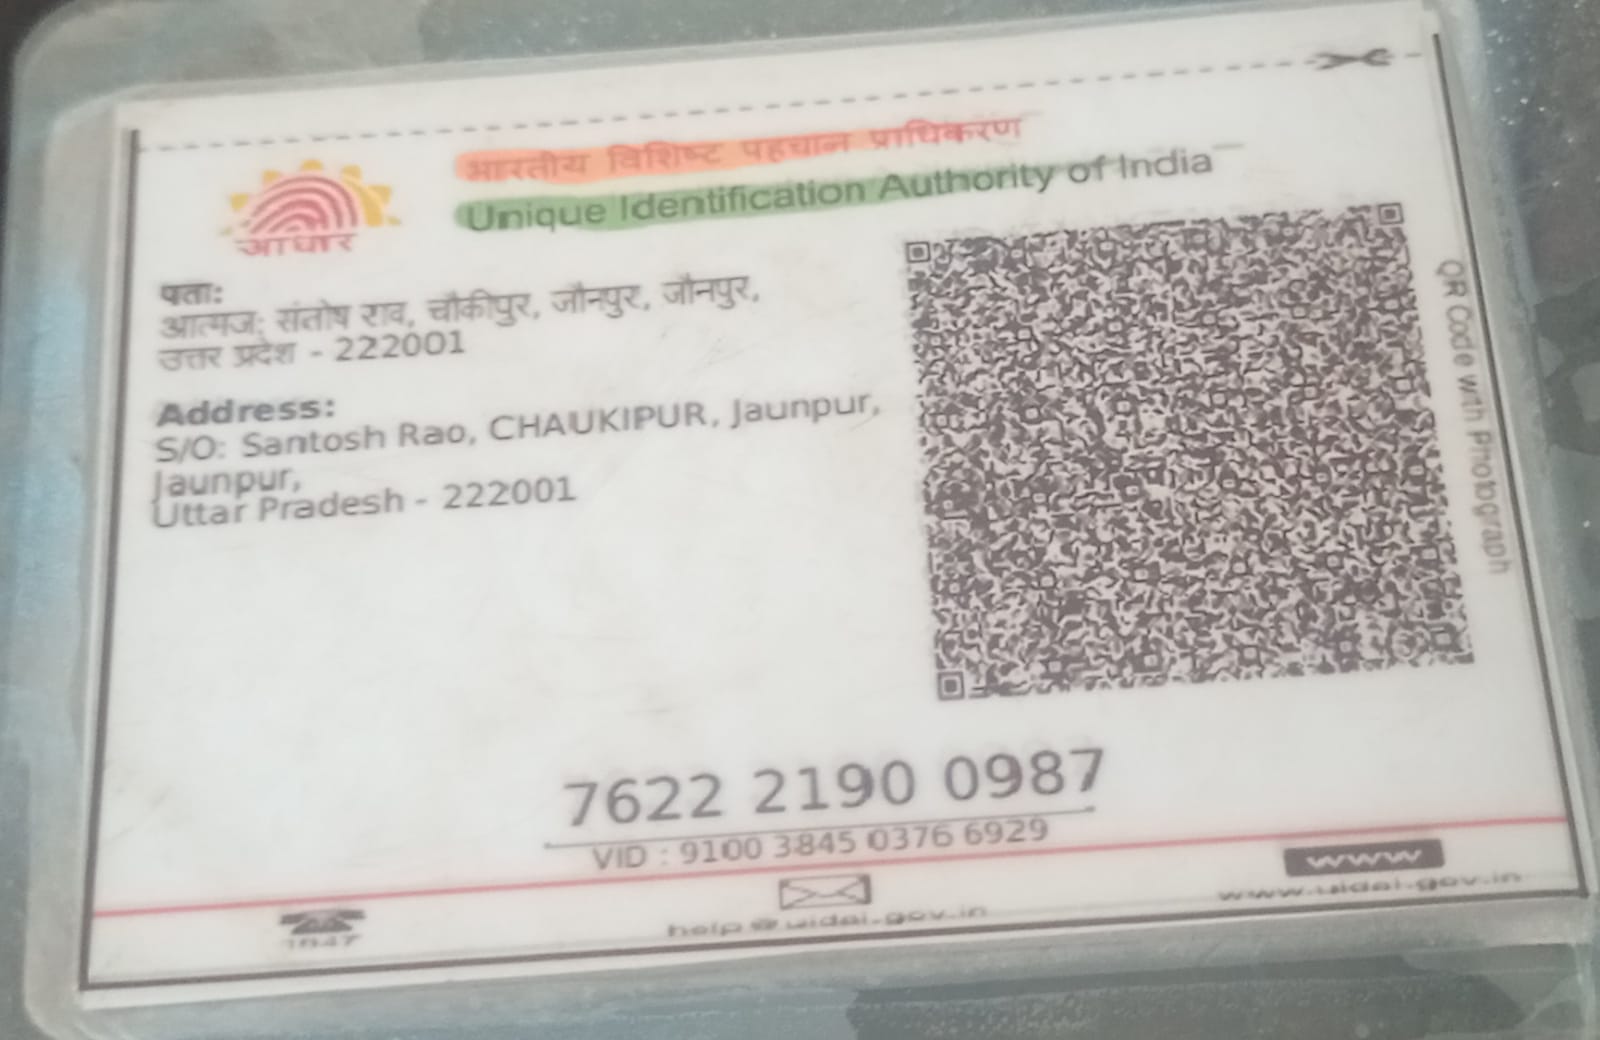 भारतीय विशिष्ट पहचान प्राधिकरण
Unique Identification Authority of India
आधार
पता:
आत्मज: संतोष राव, चौकीपुर, जौनपुर, जौनपुर,
उत्तर प्रदेश - 222001
Address:
S/O: Santosh Rao, CHAUKIPUR, Jaunpur,
Jaunpur,
Uttar Pradesh - 222001
QR Code with Photograph
7622 2190 0987
VID : 9100 3845 0376 6929
1947
help@uidai.gov.in
www
www.uidai.gov.in